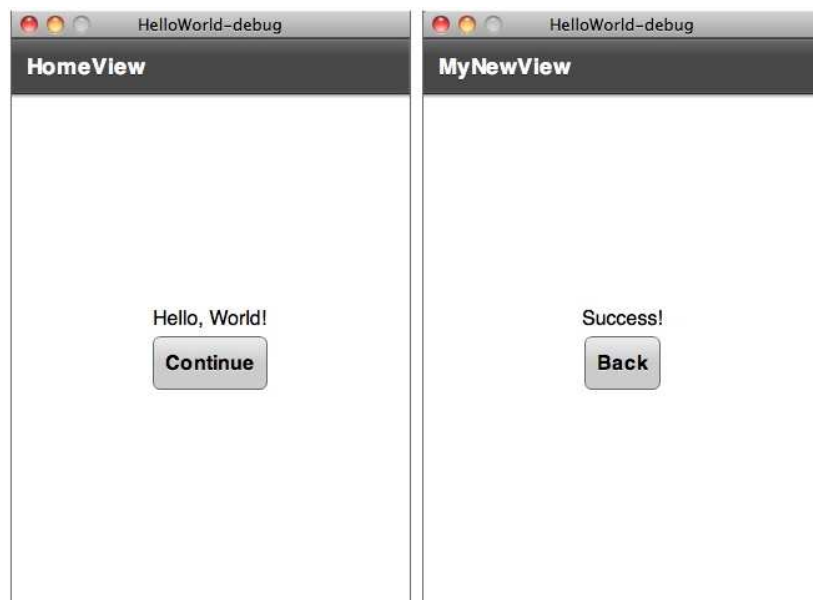 HelloWorld-debug
HomeView
Hello, World!
Continue
HelloWorld-debug
MyNewView
Success!
Back